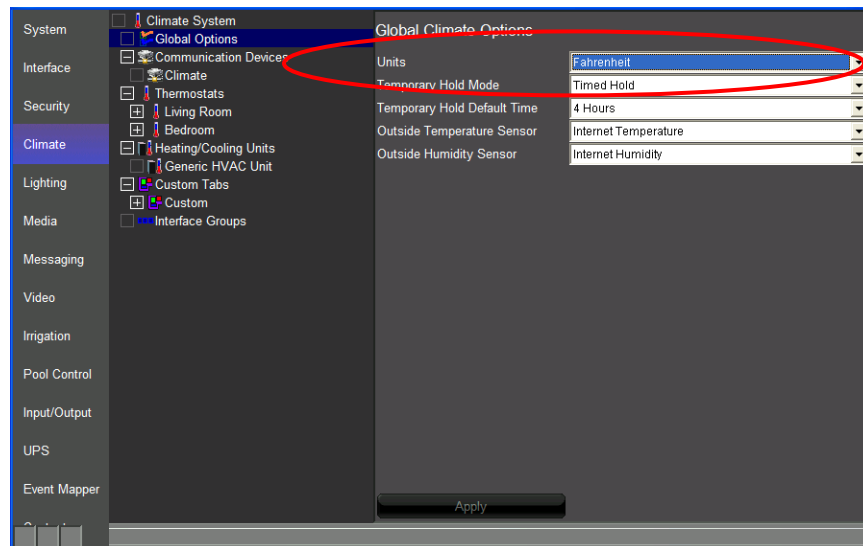 System
Interface
Security
Climate
Lighting
Media
Messaging
Video
Irrigation
Pool Control
Input/Output
UPS
Event Mapper
Climate System
Global Options
Communication Devices
Climate
Thermostats
Living Room
Bedroom
Heating/Cooling Units
Generic HVAC Unit
Custom Tabs
Custom
Interface Groups
Global Climate Options
Units Fahrenheit
Temporary Hold Mode Timed Hold
Temporary Hold Default Time 4 Hours
Outside Temperature Sensor Internet Temperature
Outside Humidity Sensor Internet Humidity
Apply